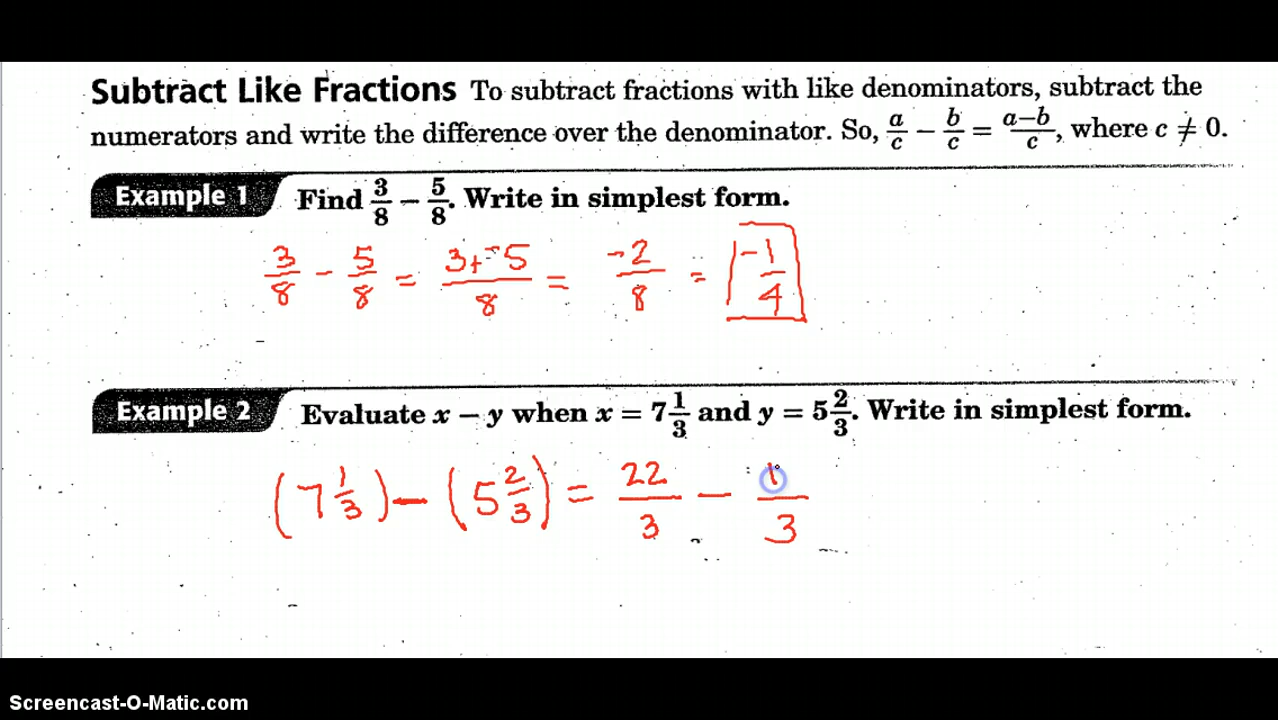 Subtract Like Fractions To subtract fractions with like denominators, subtract the
numerators and write the difference over the denominator. So, a/c − b/c = a−b/c, where c ≠ 0.
Example 1 Find 3/8 − 5/8. Write in simplest form.
3/8 − 5/8 = 3+⁻5/8 = -2/8 = -1/4
Example 2 Evaluate x − y when x = 7 1/3 and y = 5 2/3. Write in simplest form.
(7 1/3) − (5 2/3) = 22/3 − 1/3
Screencast-O-Matic.com